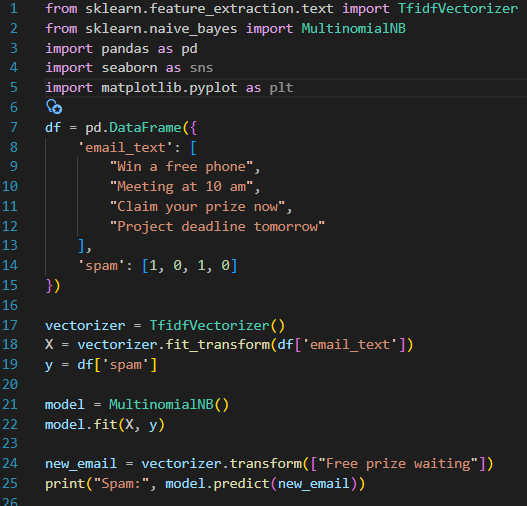 1 from sklearn.feature_extraction.text import TfidfVectorizer
2 from sklearn.naive_bayes import MultinomialNB
3 import pandas as pd
4 import seaborn as sns
5 import matplotlib.pyplot as plt
6
7 df = pd.DataFrame({
8     'email_text': [
9         "Win a free phone",
10         "Meeting at 10 am",
11         "Claim your prize now",
12         "Project deadline tomorrow"
13     ],
14     'spam': [1, 0, 1, 0]
15 })
16
17 vectorizer = TfidfVectorizer()
18 X = vectorizer.fit_transform(df['email_text'])
19 y = df['spam']
20
21 model = MultinomialNB()
22 model.fit(X, y)
23
24 new_email = vectorizer.transform(["Free prize waiting"])
25 print("Spam:", model.predict(new_email))
26